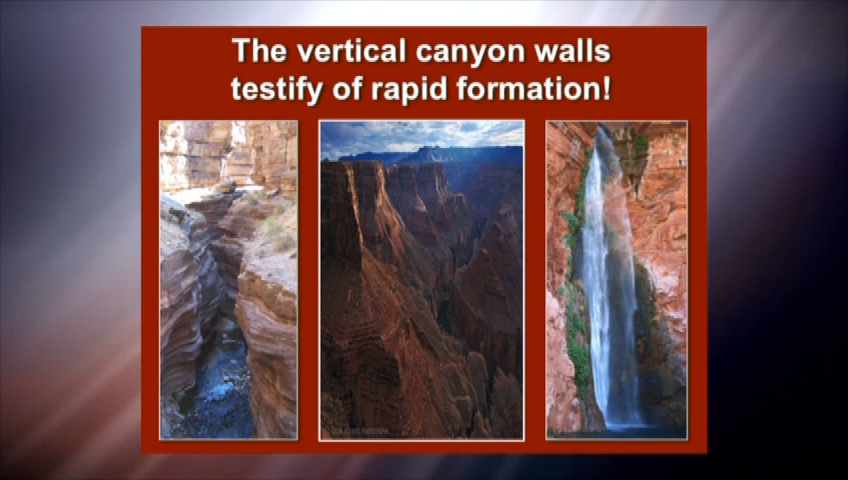 The vertical canyon walls
testify of rapid formation!